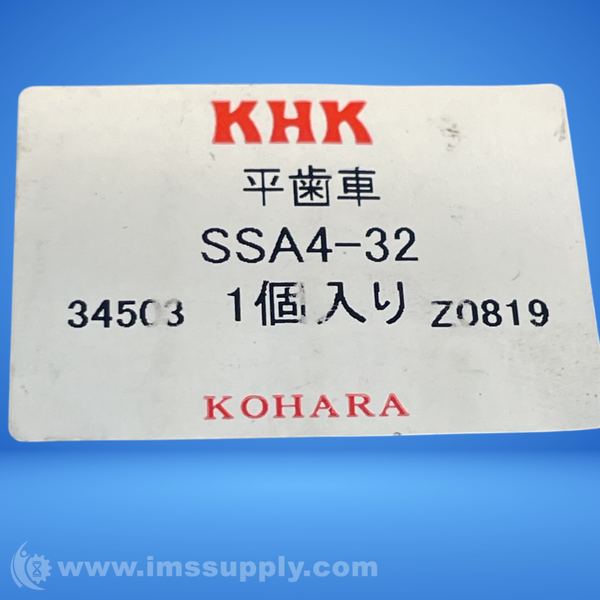 KHK
平歯車
SSA4-32
34503 1個入り Z0819
KOHARA
www.imssupply.com